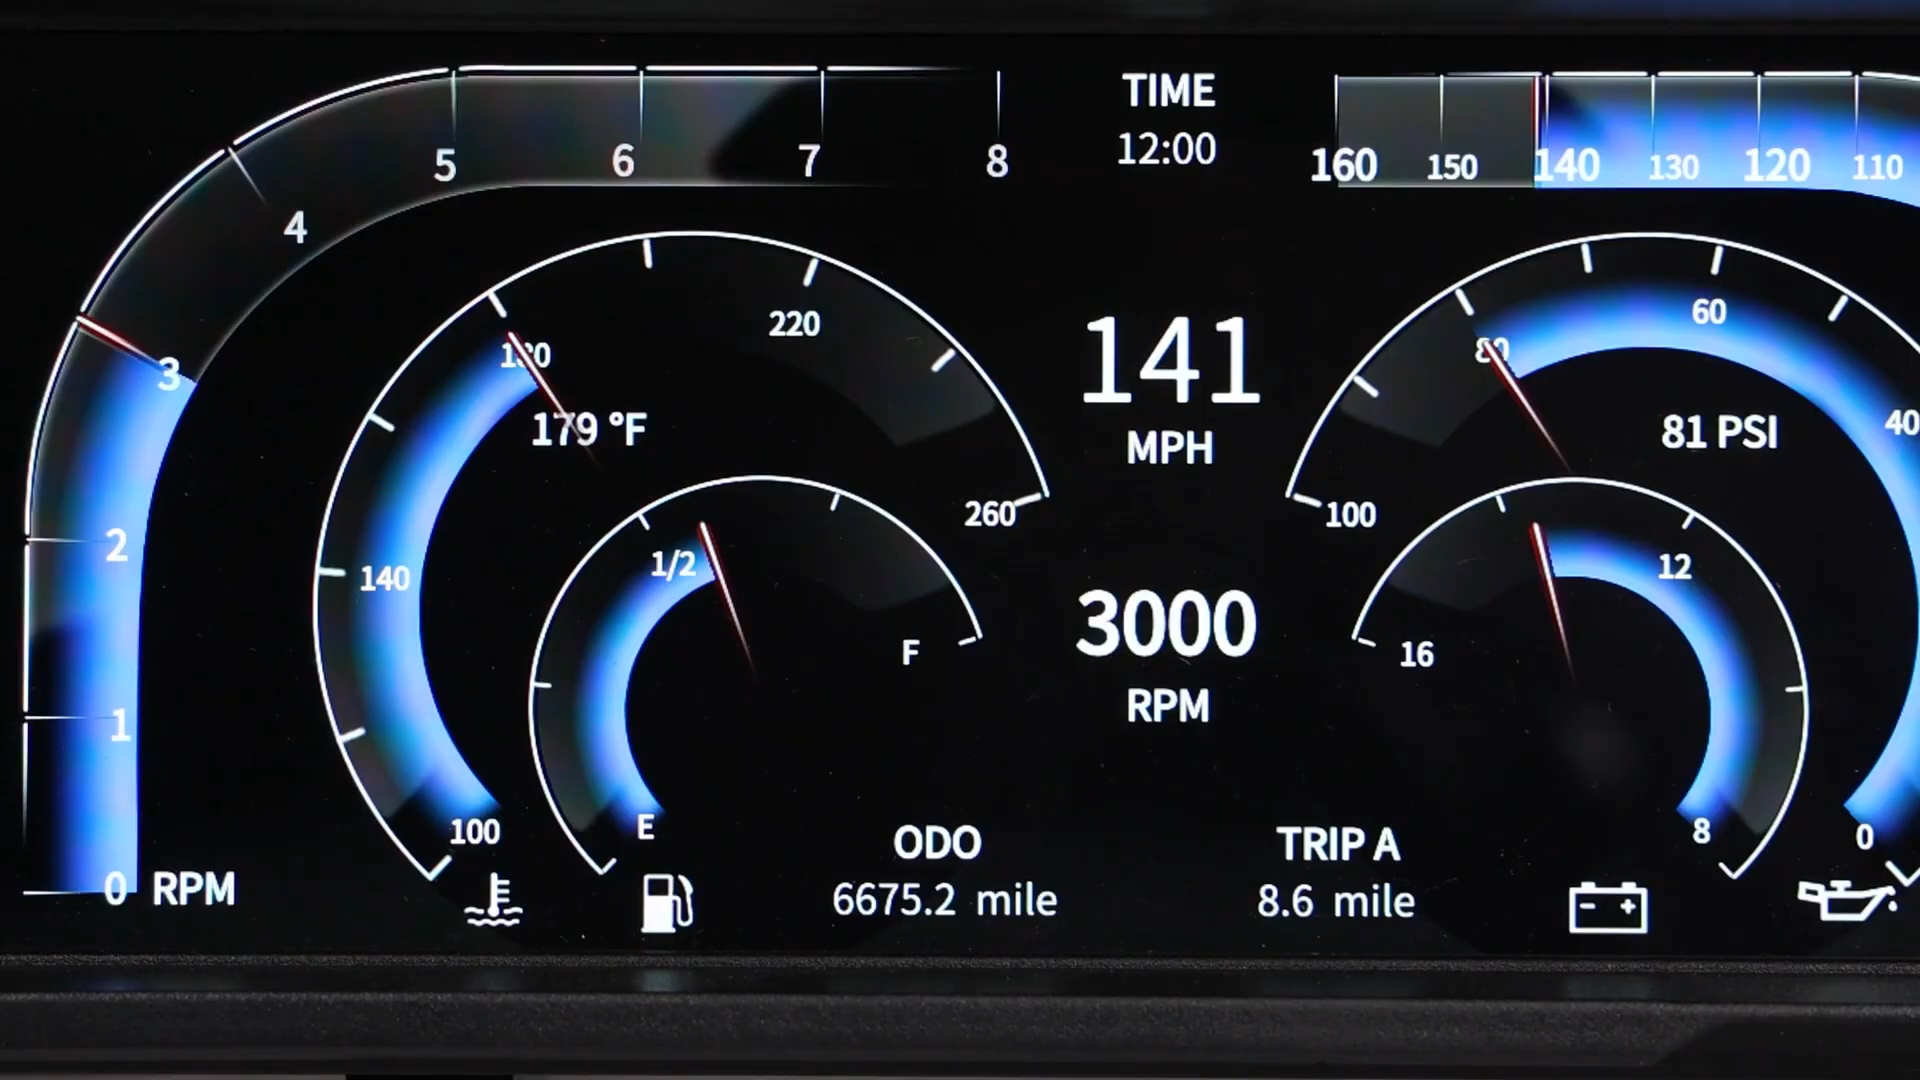 5 6 7 8
4
3
2
1
0 RPM
TIME
12:00
160 150 140 130 120 110
180 220
179 °F
140
260
100
1/2
F
E
141
MPH
3000
RPM
80 60
40
81 PSI
100
0
12
16
8
ODO
6675.2 mile
TRIP A
8.6 mile